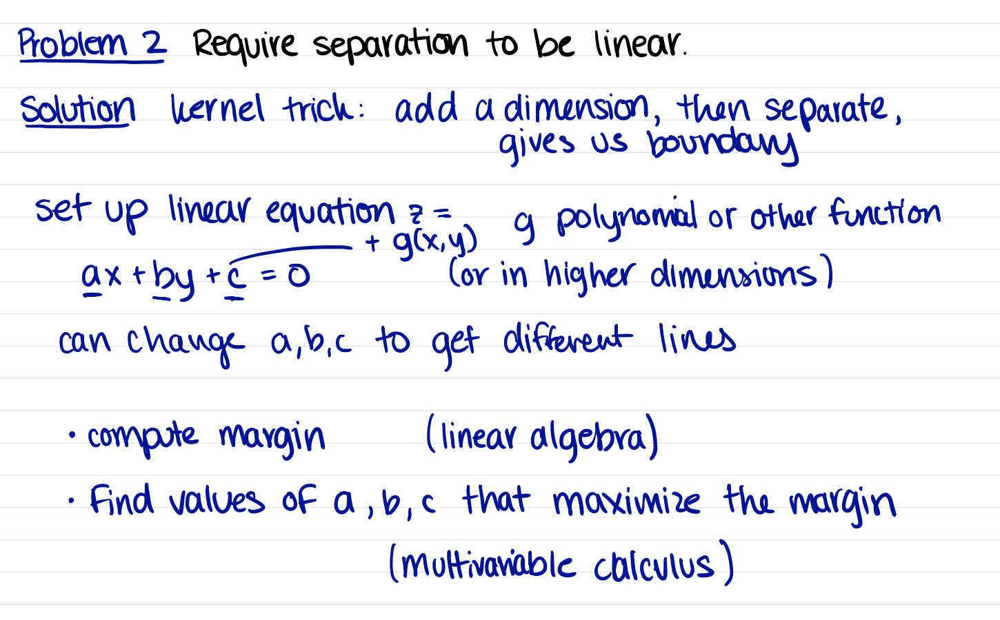 Problem 2 Require separation to be linear.
Solution kernel trick: add a dimension, then separate,
gives us boundary
set up linear equation z = g polynomial or other function
+ g(x,y)
ax + by + c = 0 (or in higher dimensions)
can change a,b,c to get different lines
• compute margin (linear algebra)
• Find values of a, b, c that maximize the margin
(multivariable calculus)